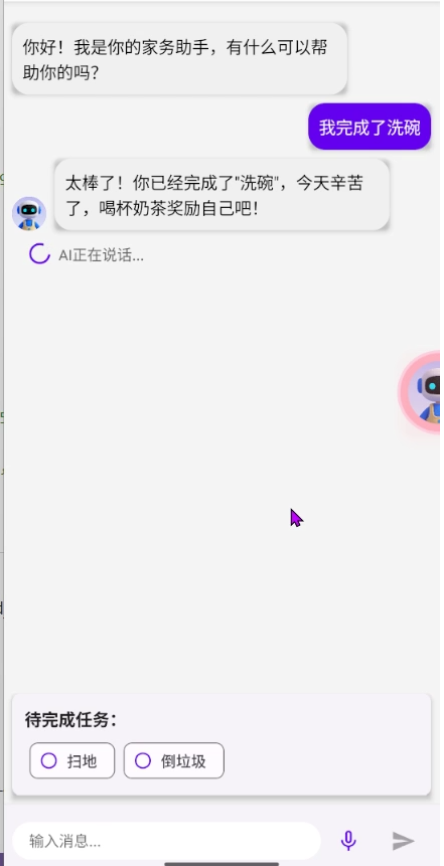 你好！我是你的家务助手，有什么可以帮
助你的吗？
我完成了洗碗
太棒了！你已经完成了"洗碗"，今天辛苦
了，喝杯奶茶奖励自己吧！
AI正在说话...
待完成任务：
扫地
倒垃圾
输入消息...